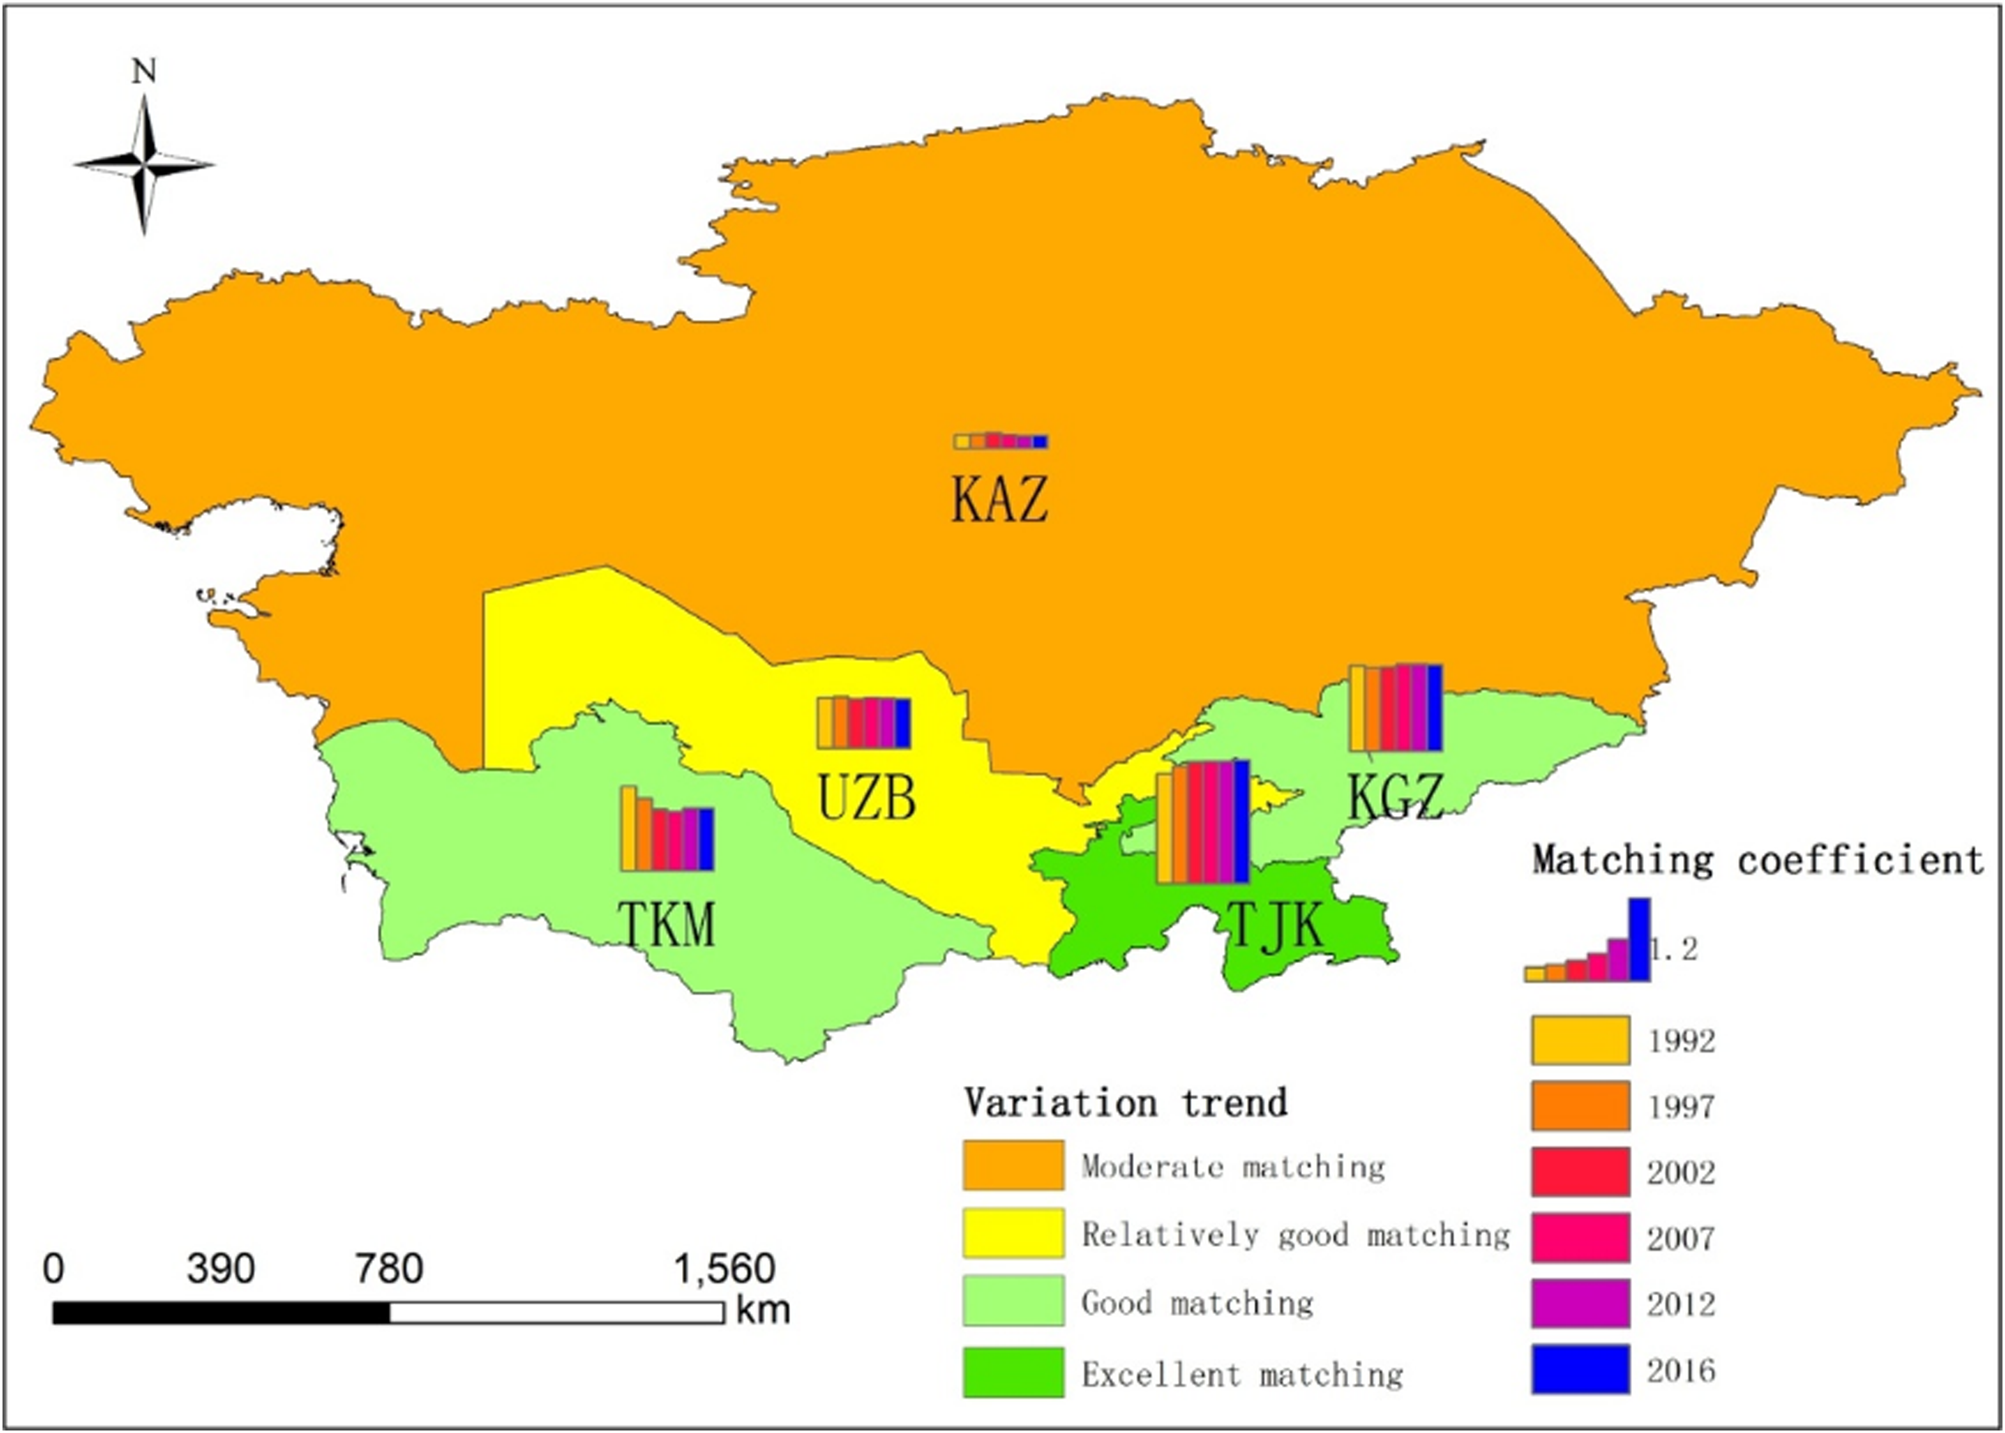 N
KAZ
UZB
KGZ
TKM
TJK
Matching coefficient
1.2
1992
1997
2002
2007
2012
2016
Variation trend
Moderate matching
Relatively good matching
Good matching
Excellent matching
0 390 780 1,560
km